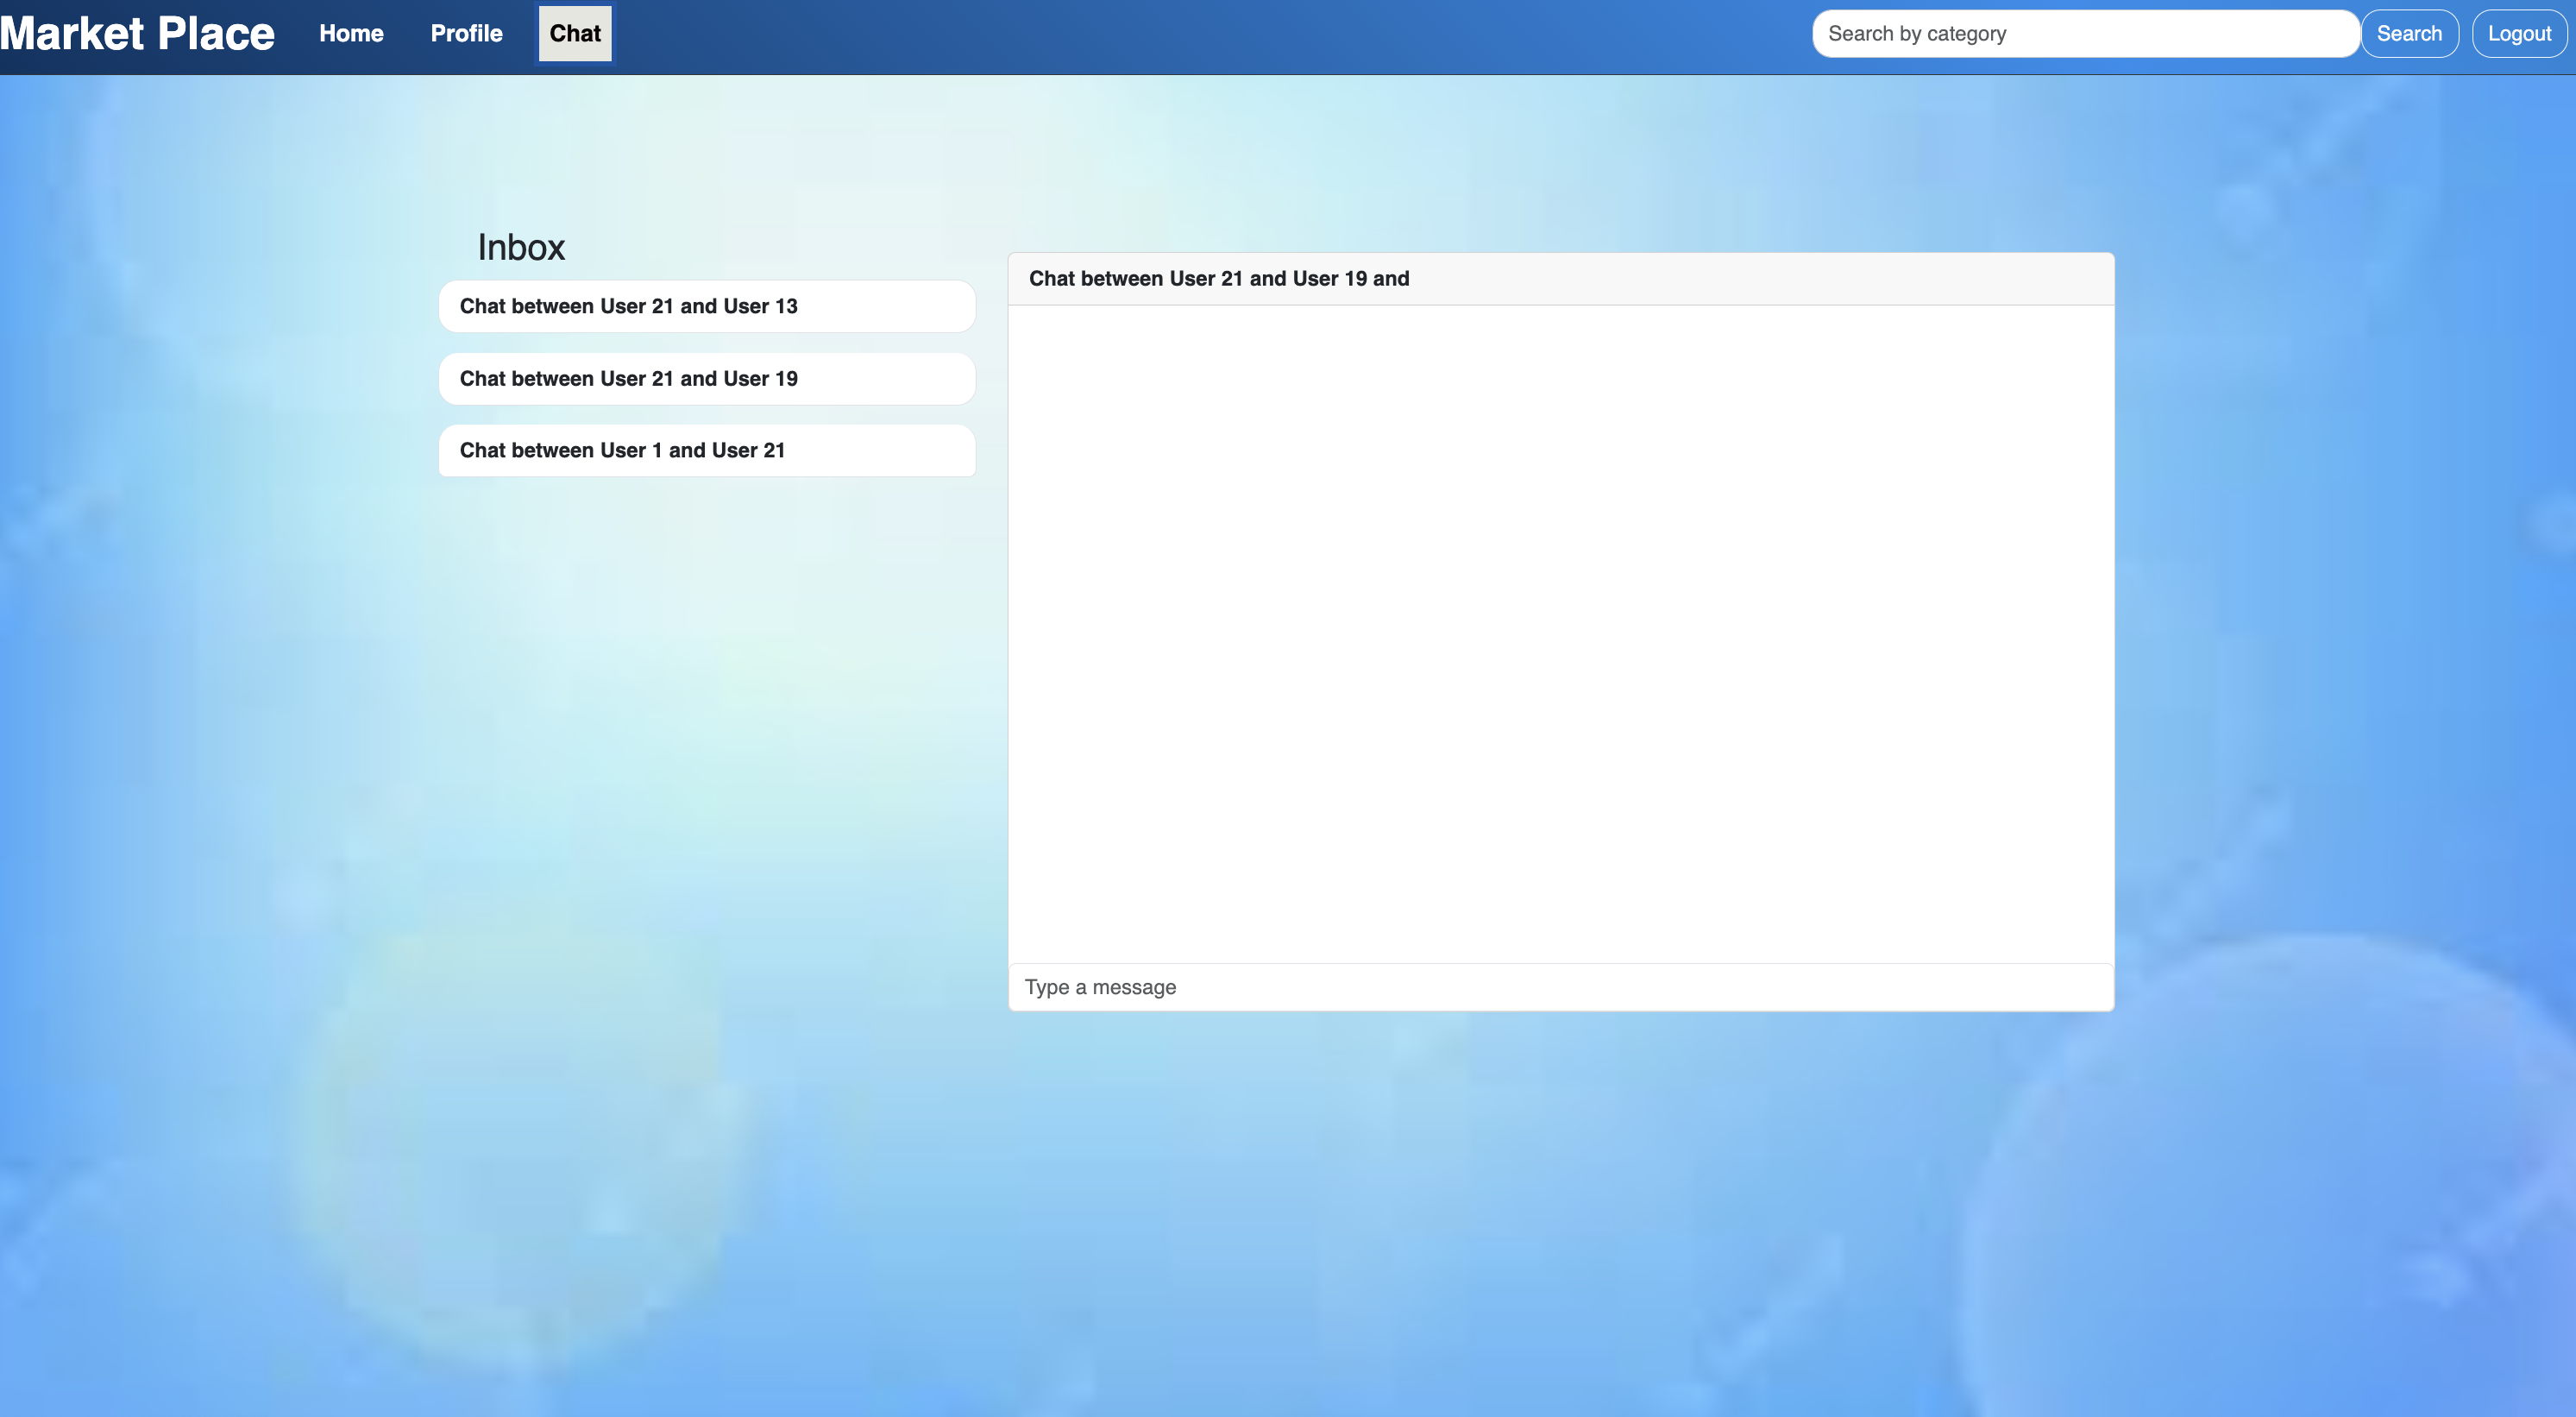 Market Place Home Profile Chat Search by category Search Logout
Inbox
Chat between User 21 and User 13
Chat between User 21 and User 19
Chat between User 1 and User 21
Chat between User 21 and User 19 and
Type a message